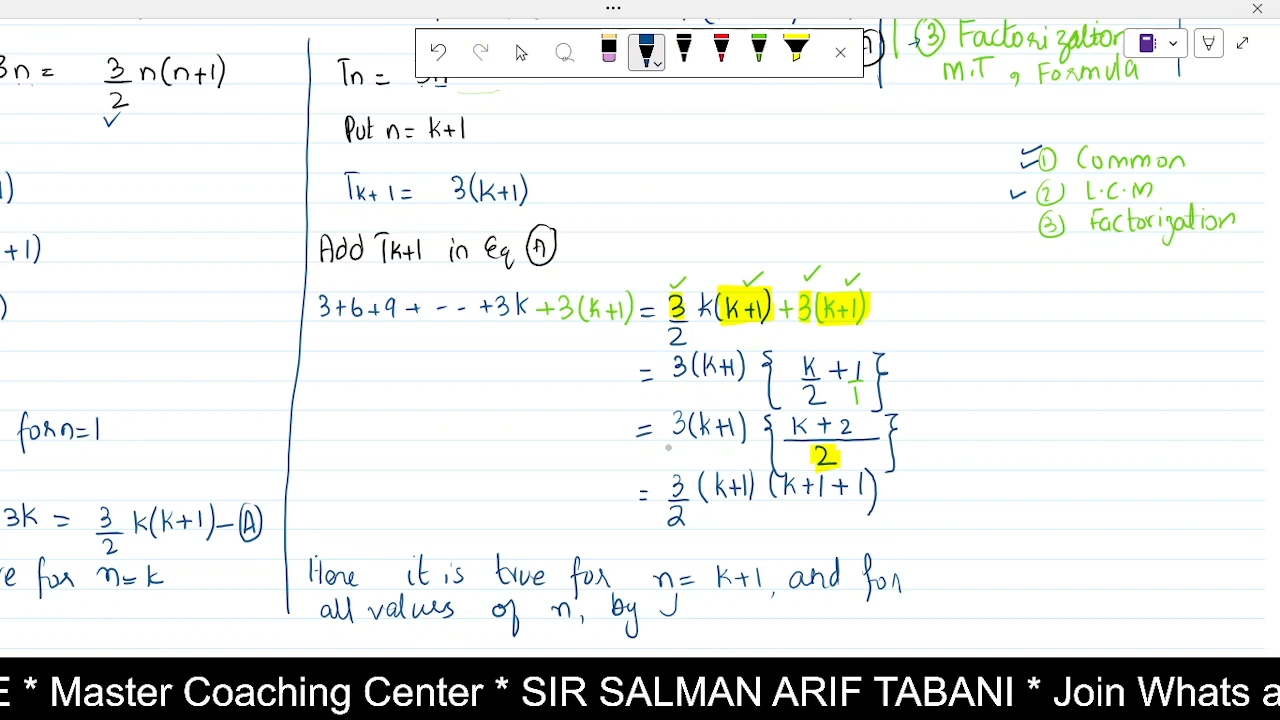 3n = 3/2 n(n+1)
1)
+1)
)
for n=1
3k = 3/2 k(k+1) - Ⓐ
for n=k
Tn = 3n
Put n= k+1
Tk+1 = 3(k+1)
Add Tk+1 in Eq Ⓐ
3+6+9+ - - +3k +3(k+1) = 3/2 k(k+1) + 3(k+1)
= 3(k+1) { k/2 + 1/1 }
= 3(k+1) { (k+2)/2 }
= 3/2 (k+1) (k+1+1)
Here it is true for n= k+1, and for
all values of n, by
③ Factorization
M.T , Formula
① Common
② L.C.M
③ Factorization
E * Master Coaching Center * SIR SALMAN ARIF TABANI * Join Whats a